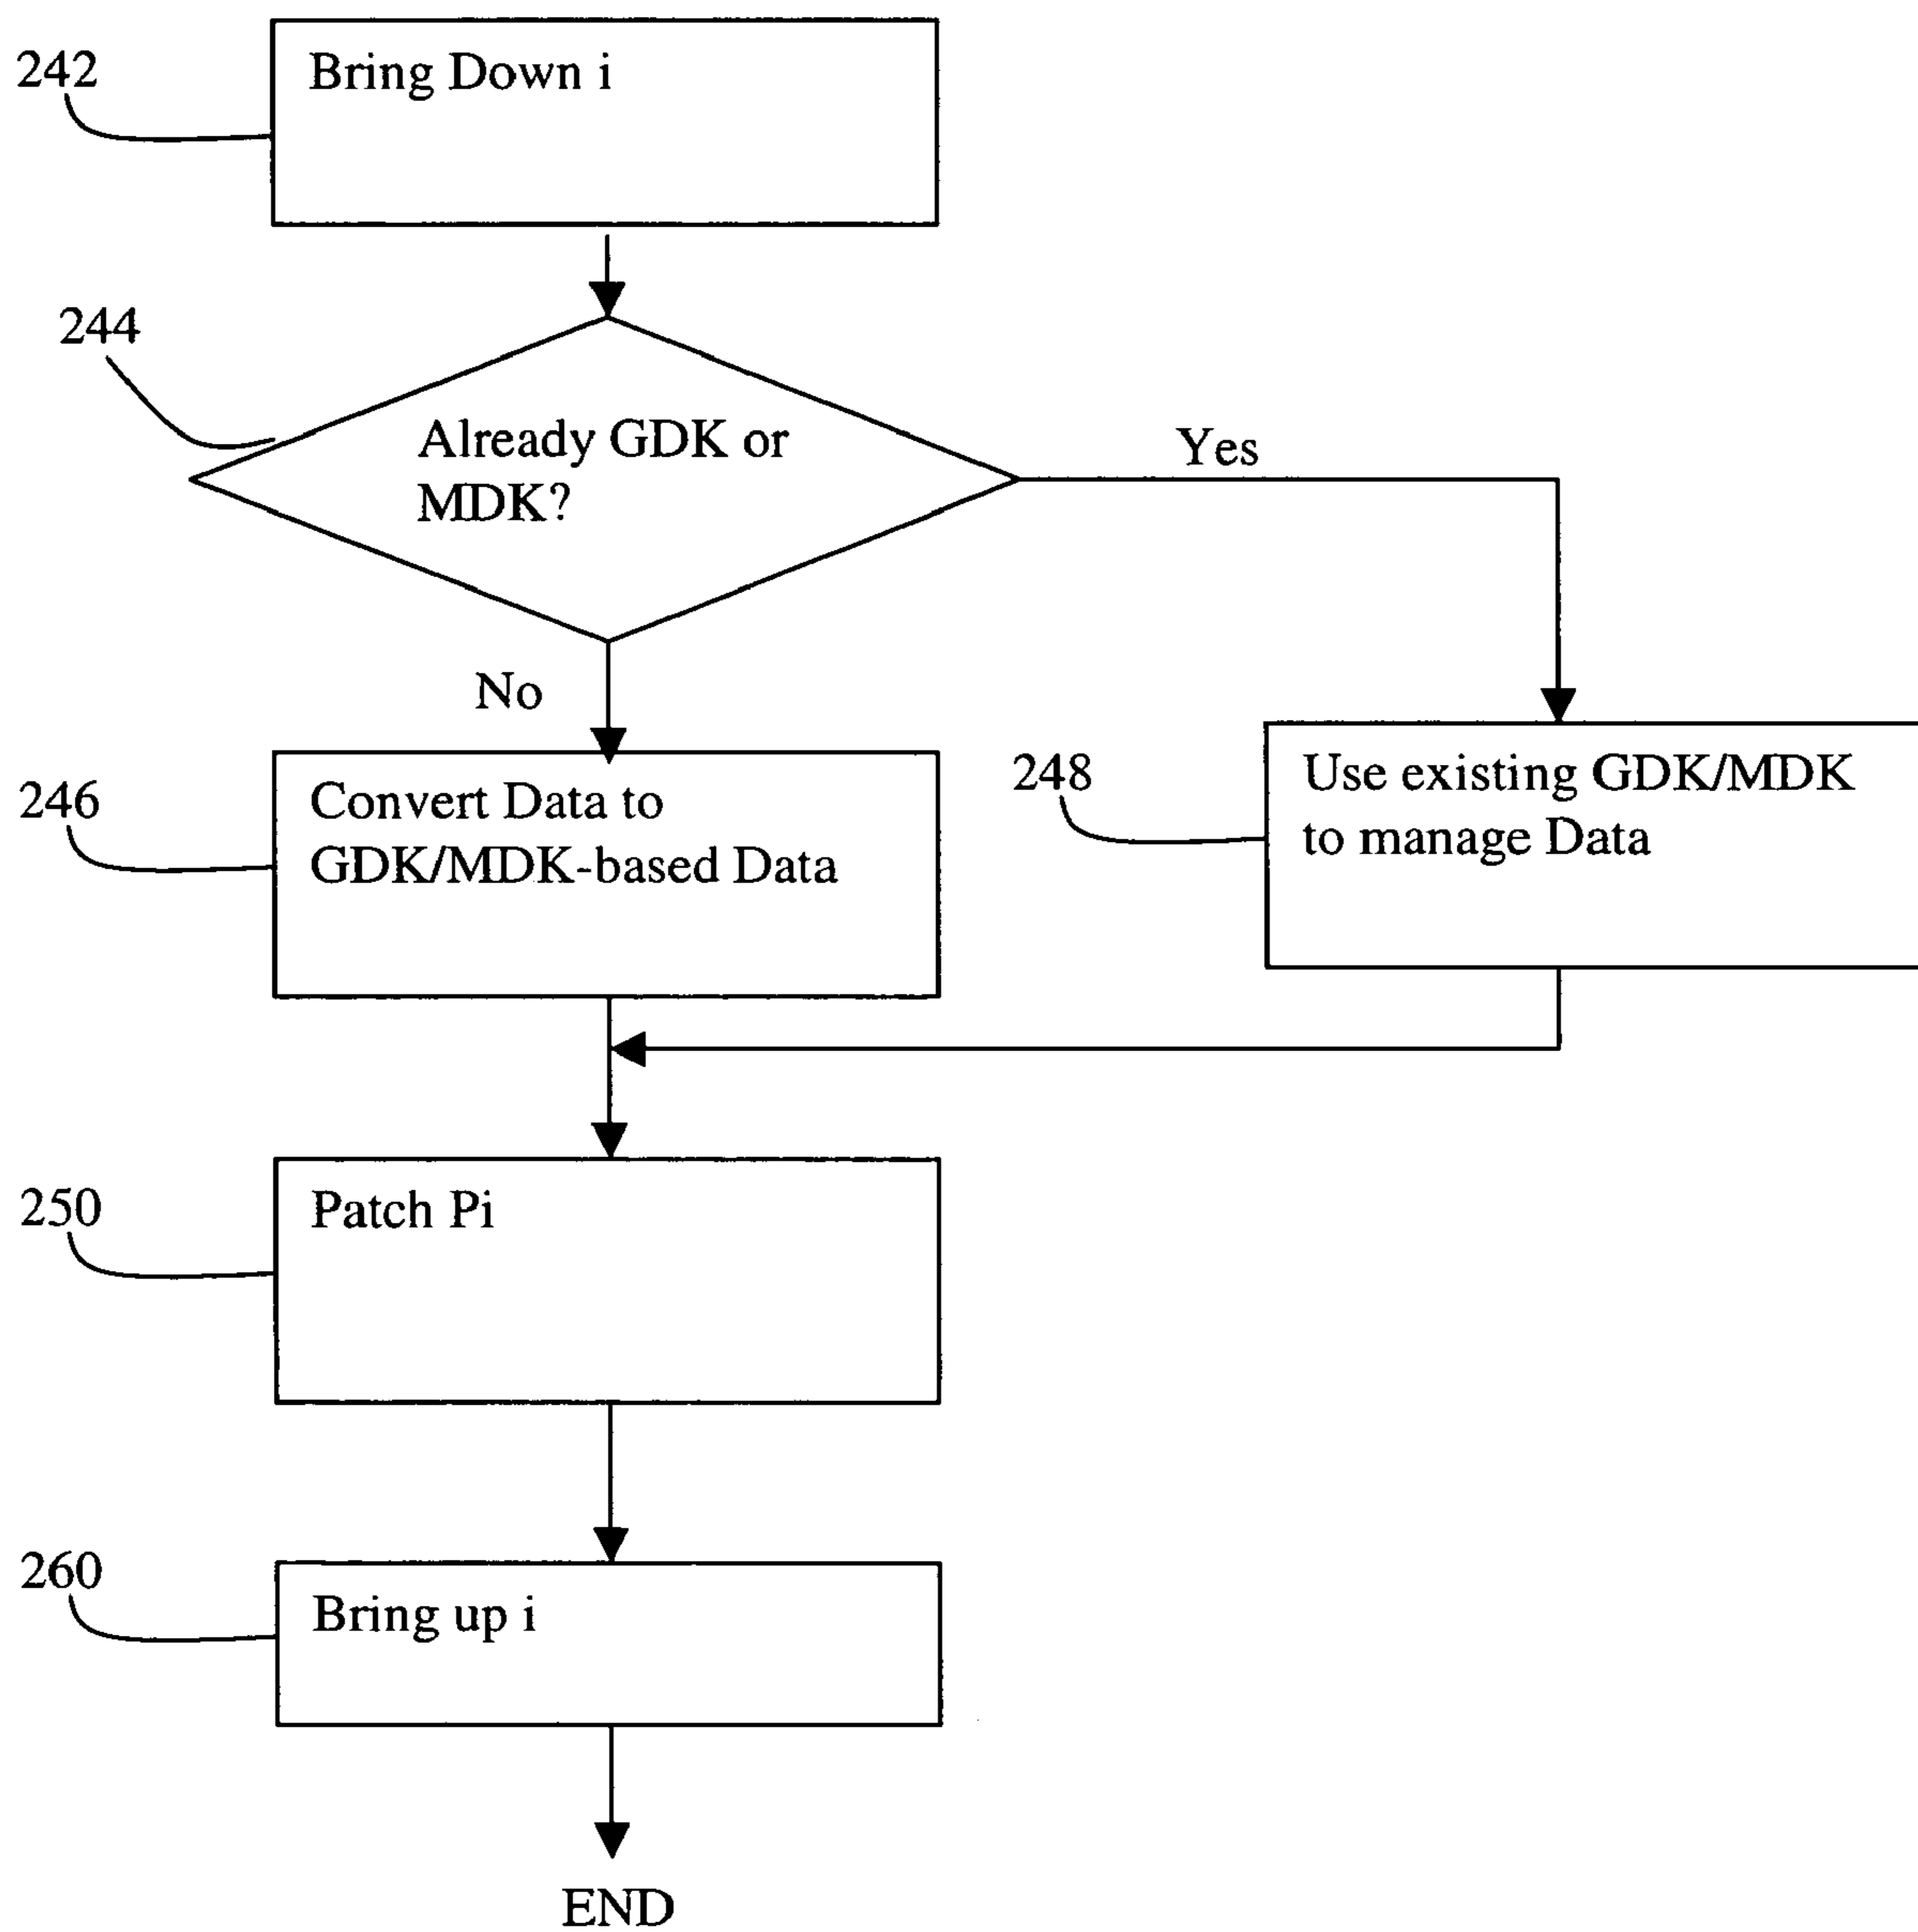 242
Bring Down i
244
Already GDK or
MDK?
Yes
No
246
Convert Data to
GDK/MDK-based Data
248
Use existing GDK/MDK
to manage Data
250
Patch Pi
260
Bring up i
END